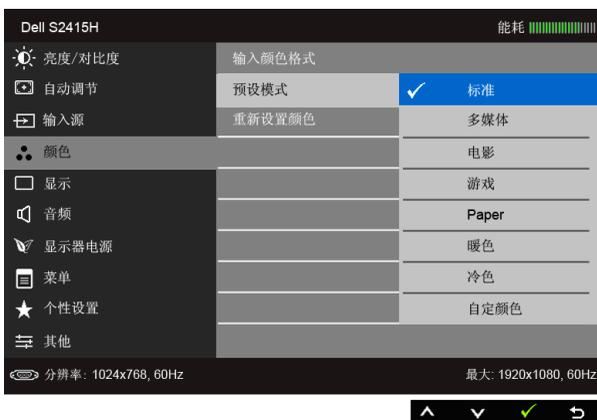 Dell S2415H
能耗
亮度/对比度
输入颜色格式
自动调节
预设模式
标准
输入源
重新设置颜色
多媒体
颜色
电影
显示
游戏
音频
Paper
显示器电源
暖色
菜单
冷色
个性设置
自定颜色
其他
分辨率: 1024x768, 60Hz
最大: 1920x1080, 60Hz